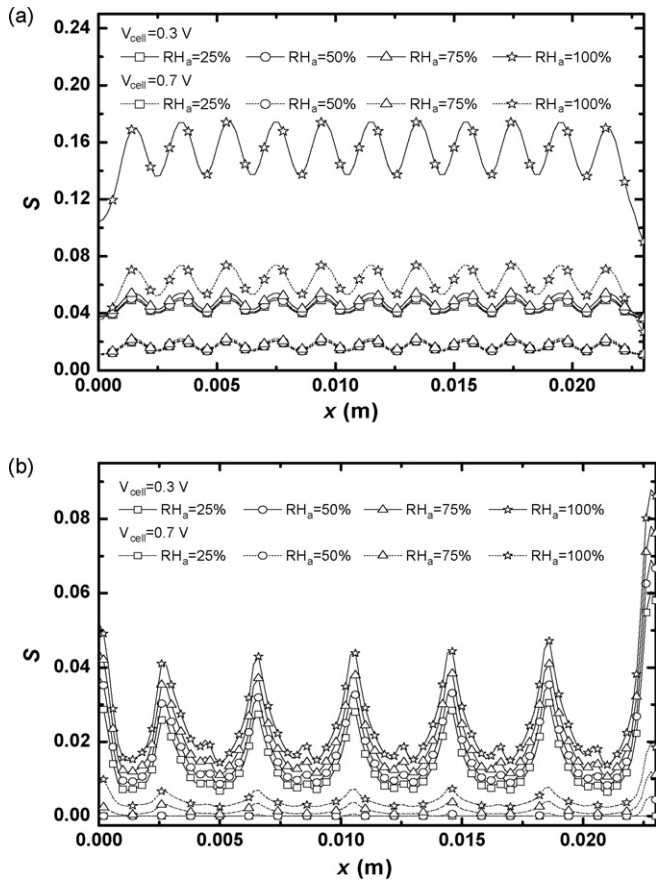 (a)
V_cell=0.3 V
RH_a=25% RH_a=50% RH_a=75% RH_a=100%
V_cell=0.7 V
RH_a=25% RH_a=50% RH_a=75% RH_a=100%
0.24
0.20
0.16
0.12
0.08
0.04
0.00
S
0.000 0.005 0.010 0.015 0.020
x (m)
(b)
V_cell=0.3 V
RH_a=25% RH_a=50% RH_a=75% RH_a=100%
V_cell=0.7 V
RH_a=25% RH_a=50% RH_a=75% RH_a=100%
0.08
0.06
0.04
0.02
0.00
S
0.000 0.005 0.010 0.015 0.020
x (m)